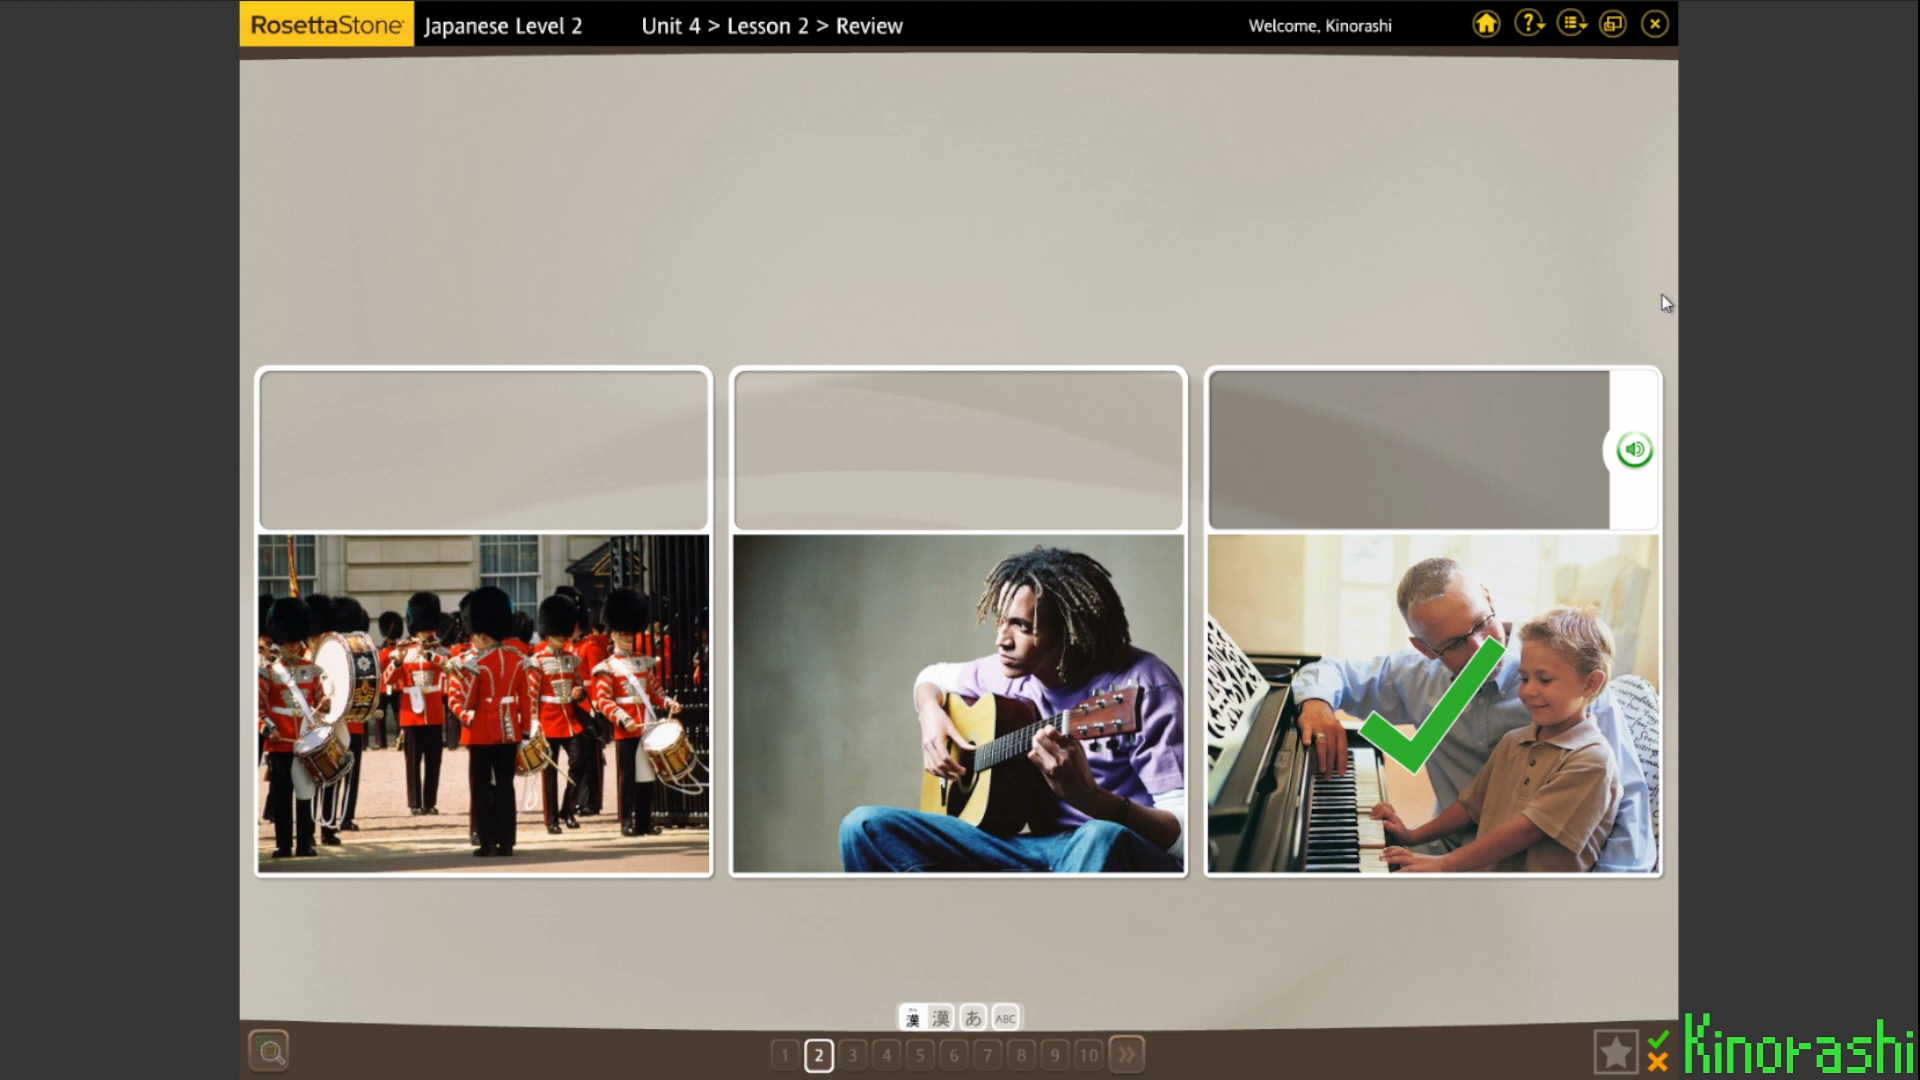 RosettaStone Japanese Level 2 Unit 4 > Lesson 2 > Review Welcome, Kinorashi
漢 漢 あ ABC
1 2 3 4 5 6 7 8 9 10
Kinorashi